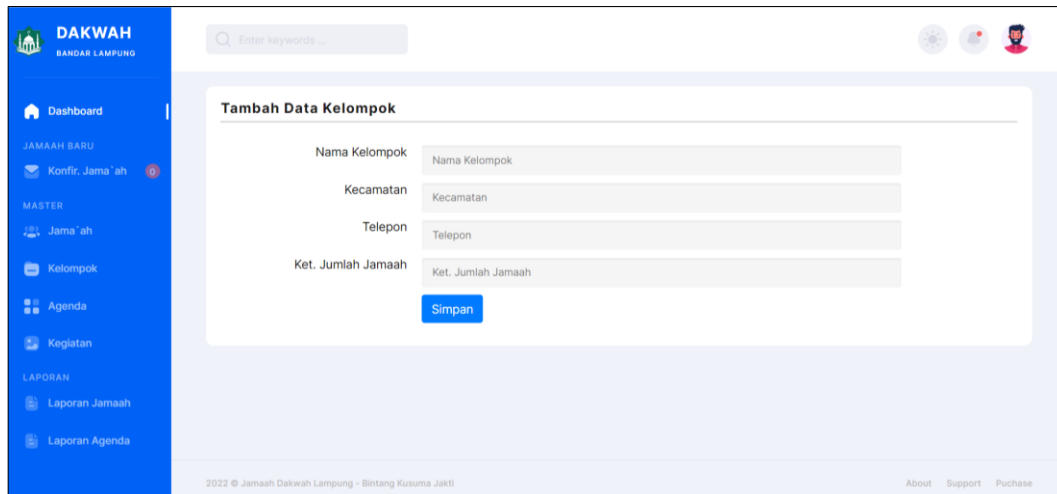 DAKWAH
BANDAR LAMPUNG
Enter keywords ...
Dashboard
JAMAAH BARU
Konfir. Jama`ah 0
MASTER
Jama`ah
Kelompok
Agenda
Kegiatan
LAPORAN
Laporan Jamaah
Laporan Agenda
Tambah Data Kelompok
Nama Kelompok Nama Kelompok
Kecamatan Kecamatan
Telepon Telepon
Ket. Jumlah Jamaah Ket. Jumlah Jamaah
Simpan
2022 © Jamaah Dakwah Lampung - Bintang Kusuma Jakti About Support Puchase